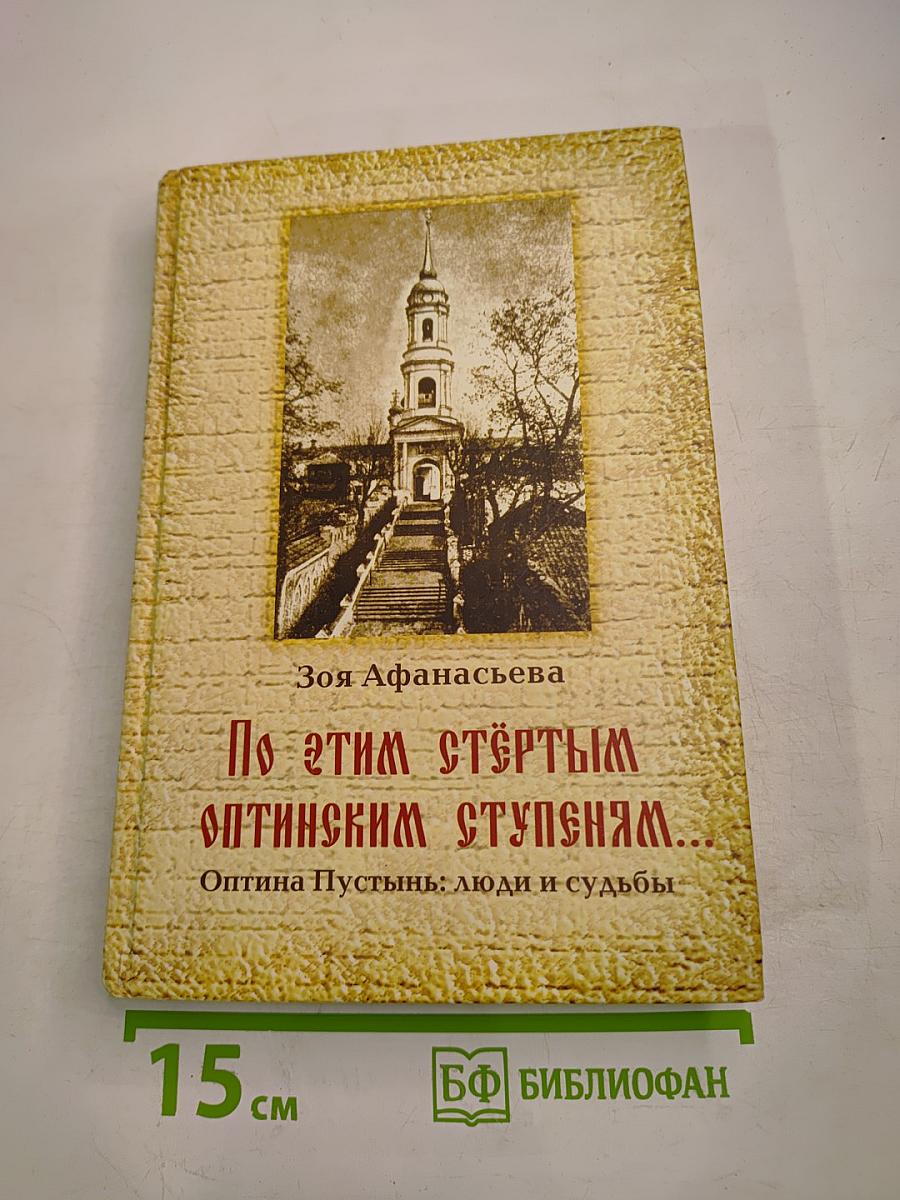 Зоя Афанасьева
По этим стёртым
оптинским ступеням...
Оптина Пустынь: люди и судьбы
15 см
БФ БИБЛИОФАН